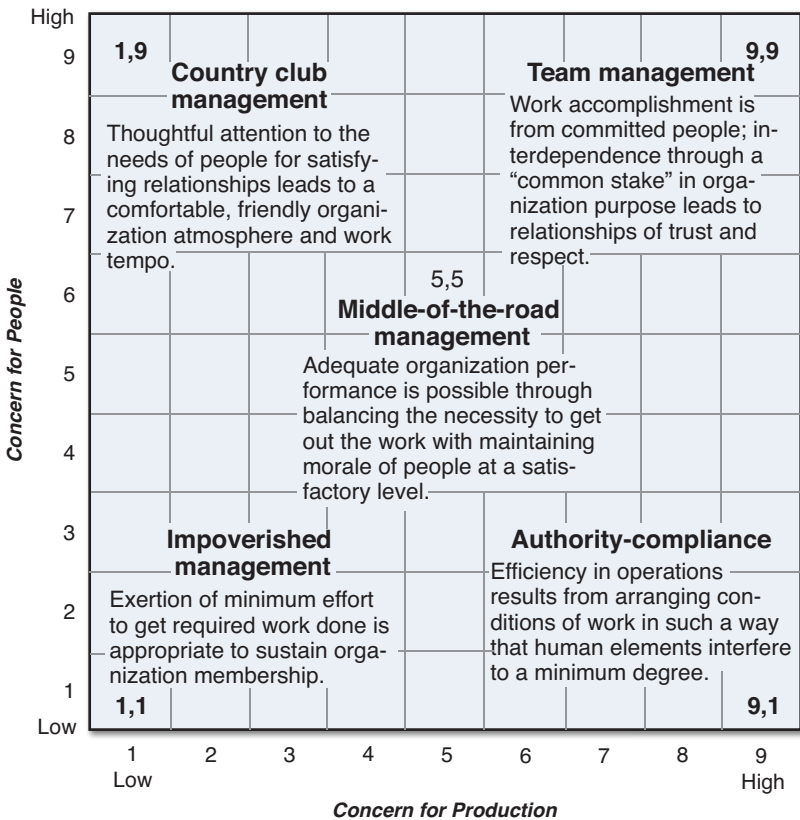 High
9
8
7
6
5
4
3
2
1
Low
Concern for People
1,9
Country club
management
Thoughtful attention to the
needs of people for satisfy-
ing relationships leads to a
comfortable, friendly organi-
zation atmosphere and work
tempo.
9,9
Team management
Work accomplishment is
from committed people; in-
terdependence through a
“common stake” in orga-
nization purpose leads to
relationships of trust and
respect.
5,5
Middle-of-the-road
management
Adequate organization per-
formance is possible through
balancing the necessity to get
out the work with maintaining
morale of people at a satis-
factory level.
Impoverished
management
Exertion of minimum effort
to get required work done is
appropriate to sustain orga-
nization membership.
1,1
Authority-compliance
Efficiency in operations
results from arranging con-
ditions of work in such a way
that human elements interfere
to a minimum degree.
9,1
1 2 3 4 5 6 7 8 9
Low High
Concern for Production